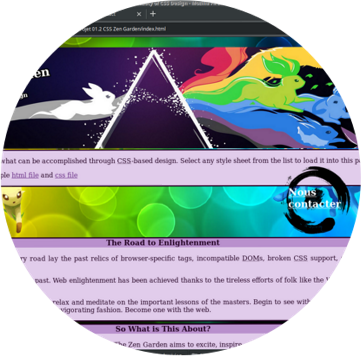 ojet 01.2 CSS Zen Garden/index.html
en
what can be accomplished through CSS-based design. Select any style sheet from the list to load it into this pa
ple html file and css file
Nous
contacter
The Road to Enlightenment
ry road lay the past relics of browser-specific tags, incompatible DOMs, broken CSS support,
past. Web enlightenment has been achieved thanks to the tireless efforts of folk like the
relax and meditate on the important lessons of the masters. Begin to see with
vigorating fashion. Become one with the web.
So What is This About?
The Zen Garden aims to excite, inspire,